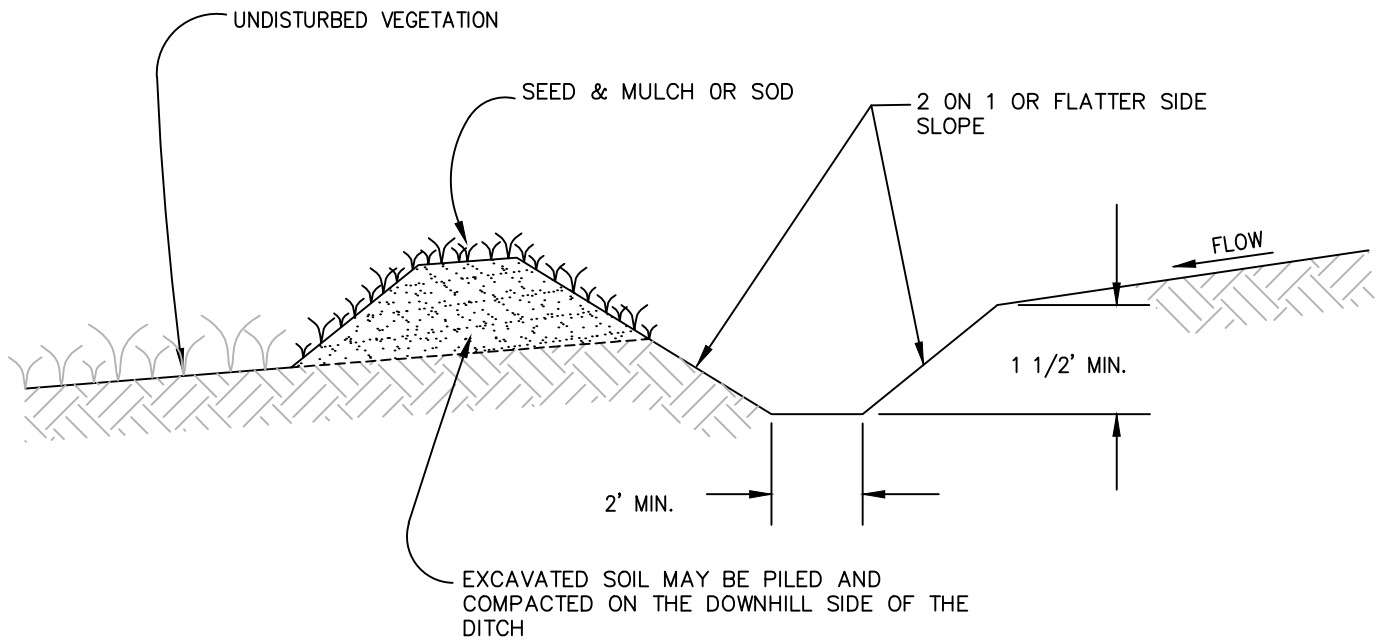 UNDISTURBED VEGETATION
SEED & MULCH OR SOD
2 ON 1 OR FLATTER SIDE
SLOPE
FLOW
1 1/2' MIN.
2' MIN.
EXCAVATED SOIL MAY BE PILED AND
COMPACTED ON THE DOWNHILL SIDE OF THE
DITCH